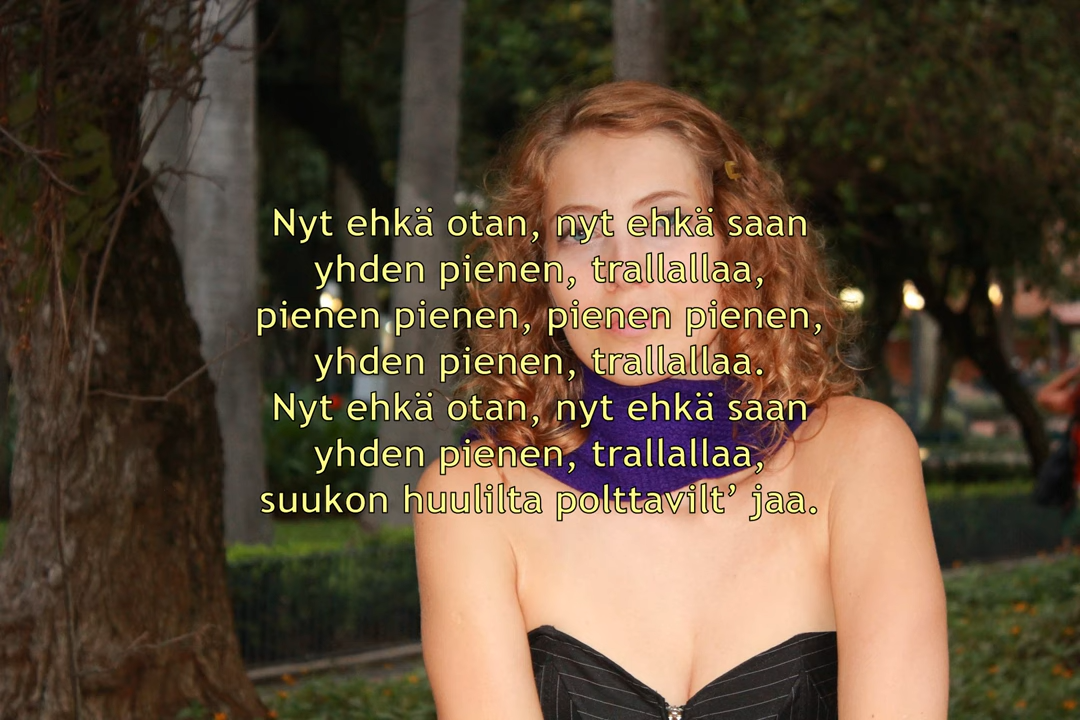 Nyt ehkä otan, nyt ehkä saan
yhden pienen, trallallaa,
pienen pienen, pienen pienen,
yhden pienen, trallallaa.
Nyt ehkä otan, nyt ehkä saan
yhden pienen, trallallaa,
suukon huulilta polttavilt’ jaa.